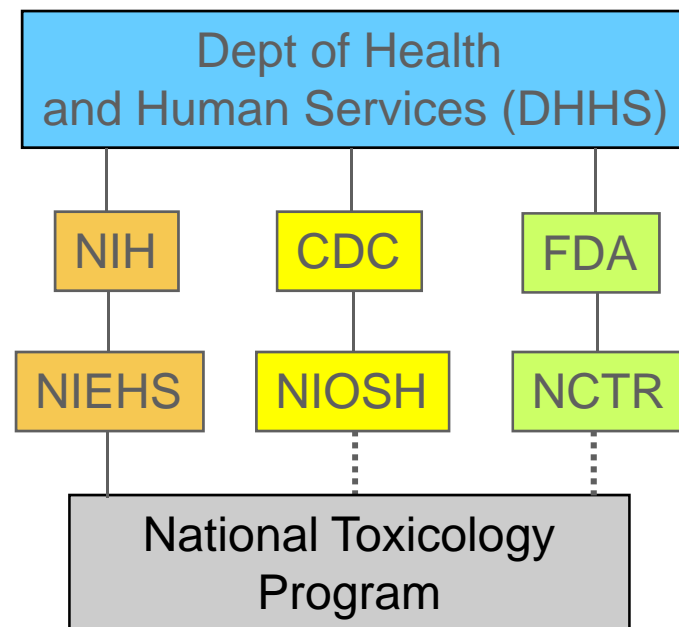 Dept of Health
and Human Services (DHHS)
NIH
CDC
FDA
NIEHS
NIOSH
NCTR
National Toxicology
Program